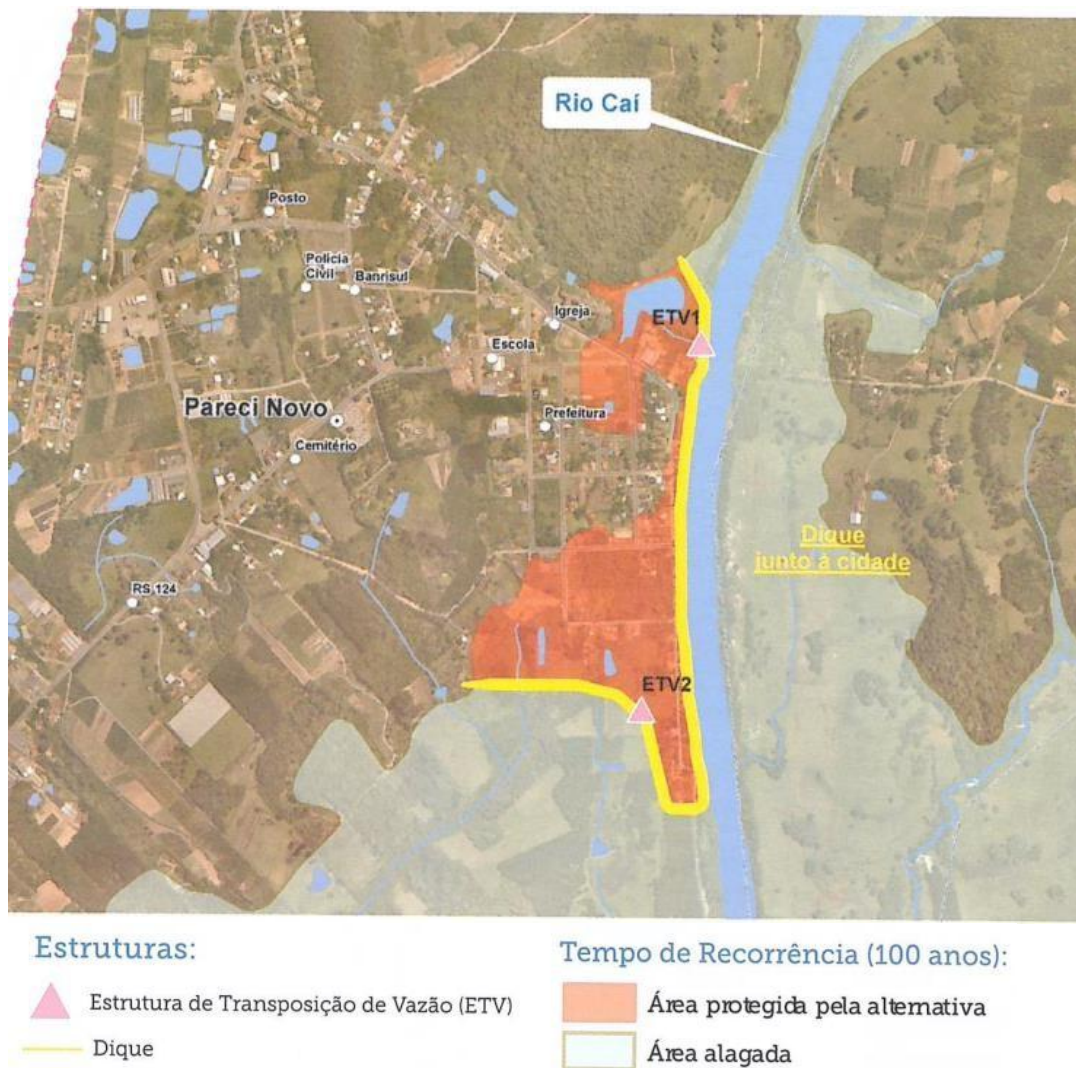 Rio Caí
Posto
Polícia
Civil
Banrisul
ETV1
Igreja
Escola
Pareci Novo
Prefeitura
Cemitério
Dique
junto à cidade
RS 124
ETV2
Estruturas:
Estrutura de Transposição de Vazão (ETV)
Dique
Tempo de Recorrência (100 anos):
Área protegida pela alternativa
Área alagada